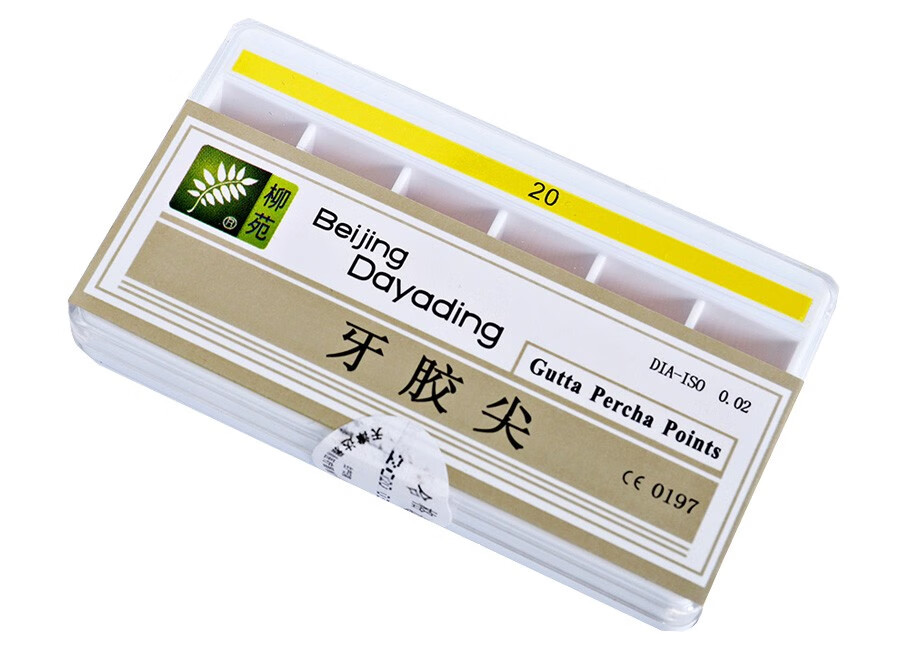 20
柳苑
Beijing
Dayading
牙胶尖
DIA-ISO 0.02
Gutta Percha Points
CE 0197